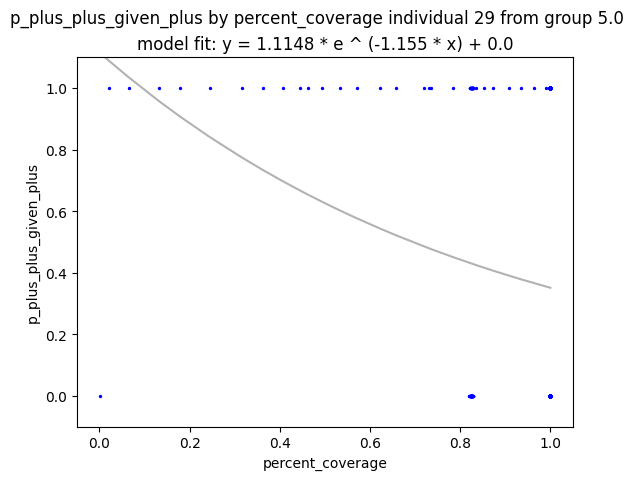 p_plus_plus_given_plus by percent_coverage individual 29 from group 5.0
model fit: y = 1.1148 * e ^ (-1.155 * x) + 0.0
1.0
0.8
0.6
0.4
0.2
0.0
p_plus_plus_given_plus
0.0 0.2 0.4 0.6 0.8 1.0
percent_coverage